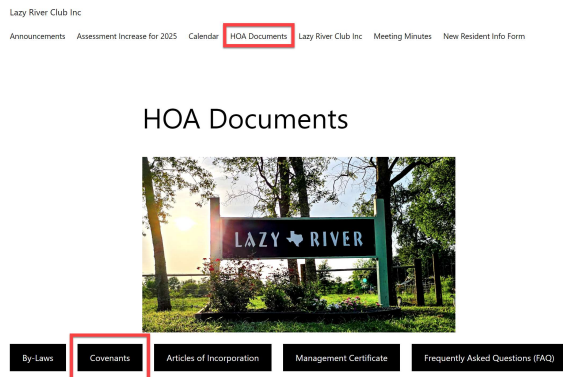 Lazy River Club Inc
Announcements Assessment Increase for 2025 Calendar HOA Documents Lazy River Club Inc Meeting Minutes New Resident Info Form
HOA Documents
LAZY RIVER
By-Laws Covenants Articles of Incorporation Management Certificate Frequently Asked Questions (FAQ)